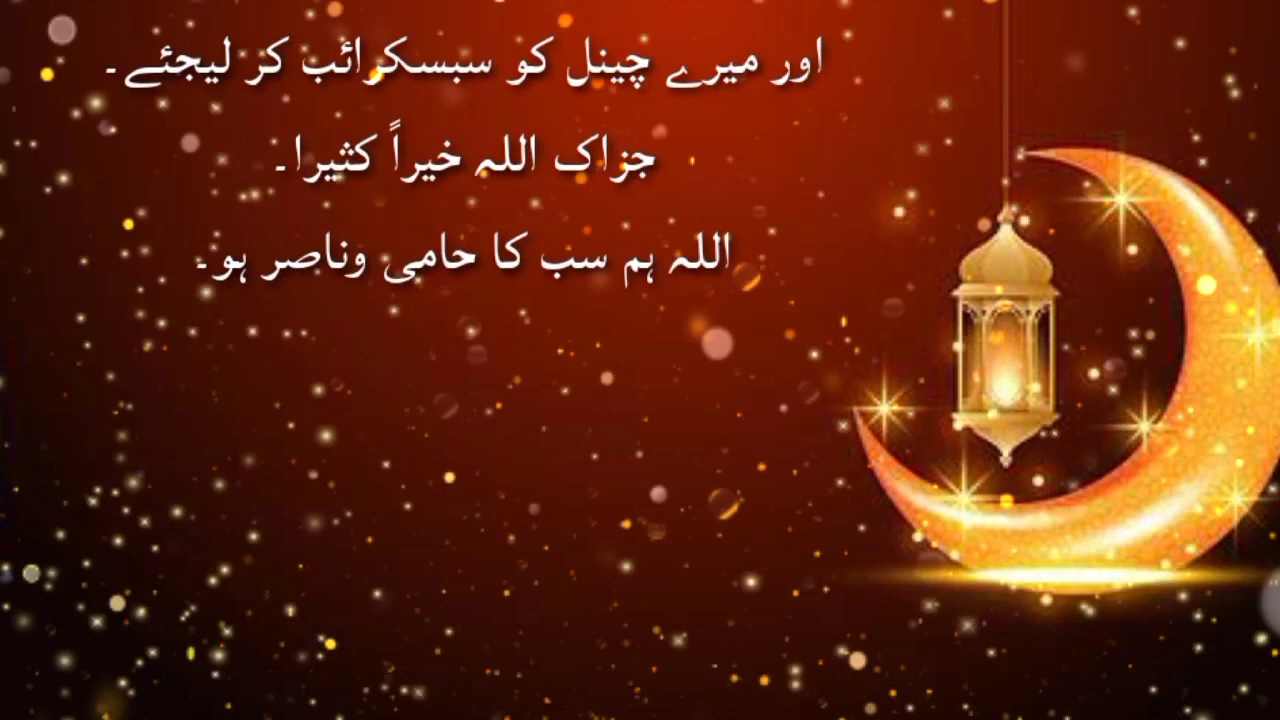 اور میرے چینل کو سبسکرائب کر لیجئے۔
جزاک اللہ خیراً کثیرا۔
اللہ ہم سب کا حامی وناصر ہو۔